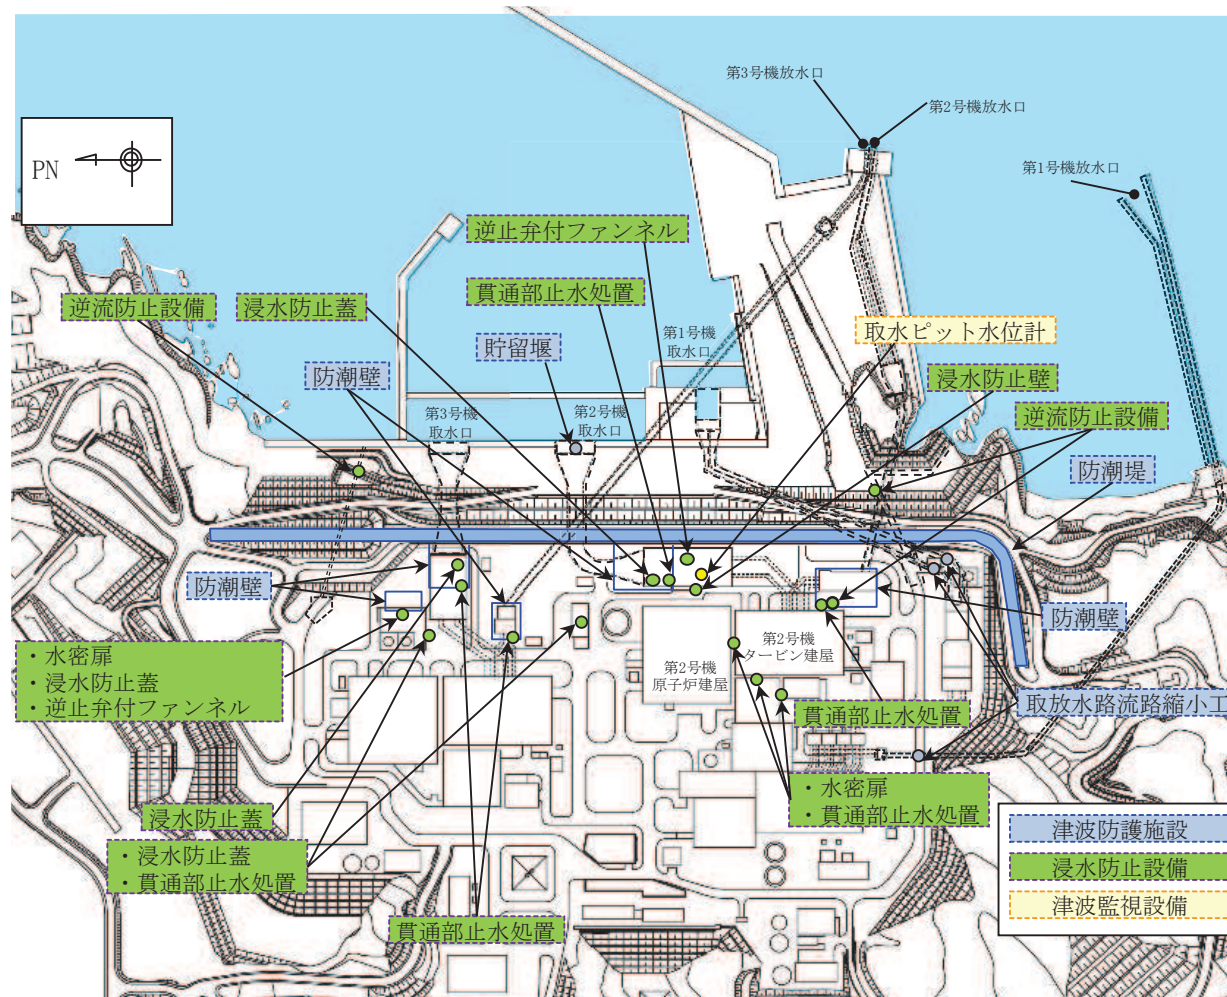 第3号機放水口
第2号機放水口
第1号機放水口
PN
逆止弁付ファンネル
貫通部止水処置
逆流防止設備
浸水防止蓋
貯留堰
第1号機
取水口
取水ピット水位計
防潮壁
浸水防止壁
第3号機
取水口
第2号機
取水口
逆流防止設備
防潮堤
防潮壁
防潮壁
・水密扉
・浸水防止蓋
・逆止弁付ファンネル
第2号機
原子炉建屋
第2号機
タービン建屋
取放水路流路縮小工
貫通部止水処置
・水密扉
・貫通部止水処置
浸水防止蓋
・浸水防止蓋
・貫通部止水処置
貫通部止水処置
津波防護施設
浸水防止設備
津波監視設備